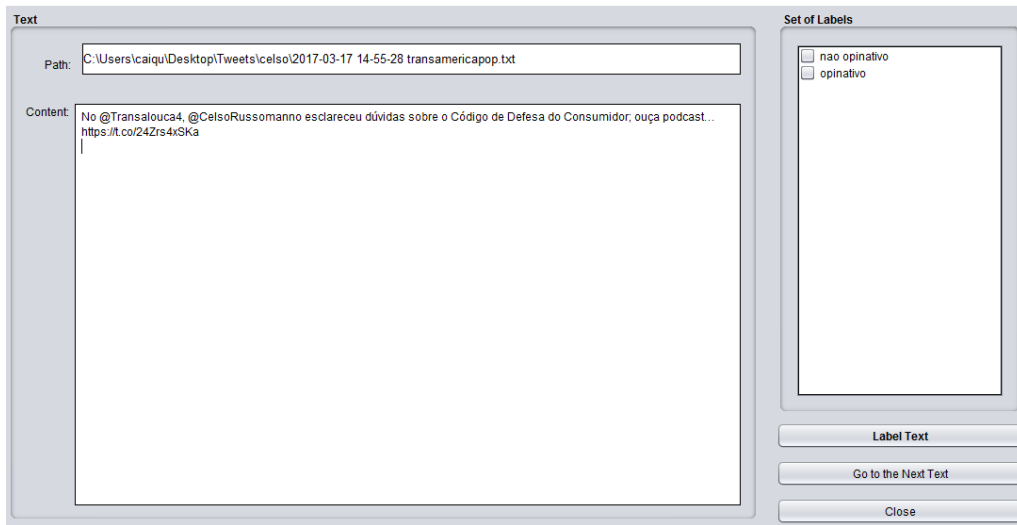 Text
Set of Labels
Path:
C:\Users\caiqu\Desktop\Tweets\celso\2017-03-17 14-55-28 transamericapop.txt
Content:
No @Transalouca4, @CelsoRussomanno esclareceu dúvidas sobre o Código de Defesa do Consumidor; ouça podcast…
https://t.co/24Zrs4xSKa
nao opinativo
opinativo
Label Text
Go to the Next Text
Close